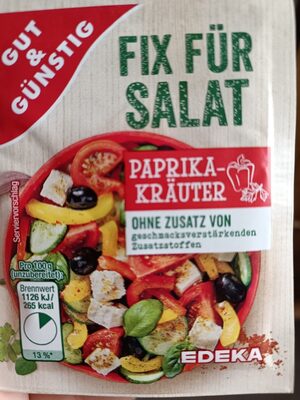 GUT
&
GÜNSTIG
FIX FÜR
SALAT
PAPRIKA-
KRÄUTER
OHNE ZUSATZ VON
geschmacksverstärkenden
Zusatzstoffen
Serviervorschlag
Pro 100 g
(unzubereitet):
Brennwert
1126 kJ/
265 kcal
13 %*
EDEKA